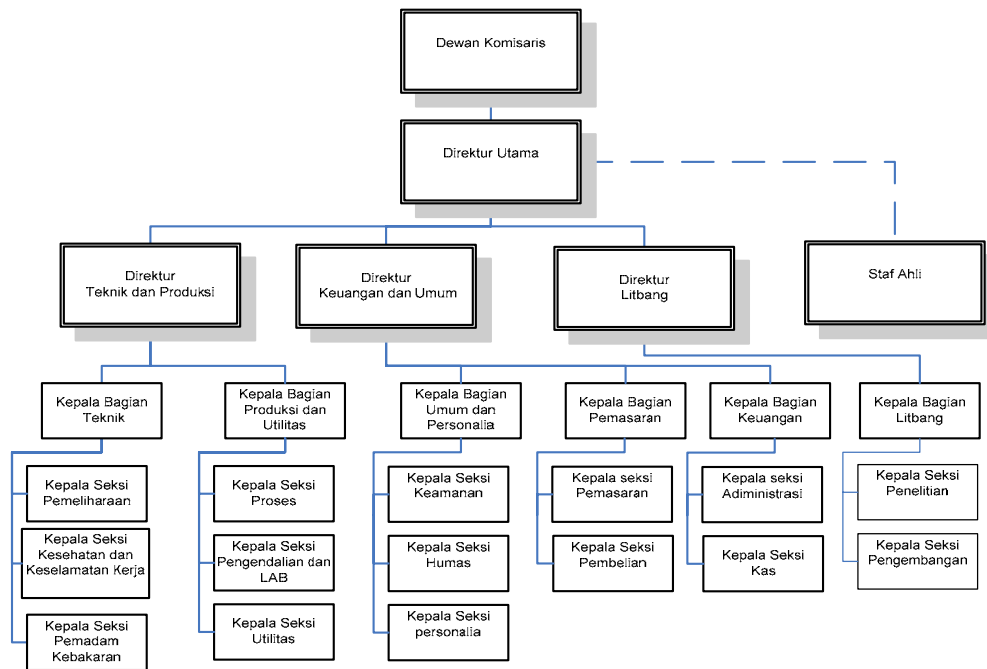 Dewan Komisaris
Direktur Utama
Direktur
Teknik dan Produksi
Direktur
Keuangan dan Umum
Direktur
Litbang
Staf Ahli
Kepala Bagian
Teknik
Kepala Bagian
Produksi dan
Utilitas
Kepala Bagian
Umum dan
Personalia
Kepala Bagian
Pemasaran
Kepala Bagian
Keuangan
Kepala Bagian
Litbang
Kepala Seksi
Pemeliharaan
Kepala Seksi
Kesehatan dan
Keselamatan Kerja
Kepala Seksi
Pemadam
Kebakaran
Kepala Seksi
Proses
Kepala Seksi
Pengendalian dan
LAB
Kepala Seksi
Utilitas
Kepala Seksi
Keamanan
Kepala Seksi
Humas
Kepala Seksi
personalia
Kepala seksi
Pemasaran
Kepala Seksi
Pembelian
Kepala seksi
Adiministrasi
Kepala Seksi
Kas
Kepala Seksi
Penelitian
Kepala Seksi
Pengembangan